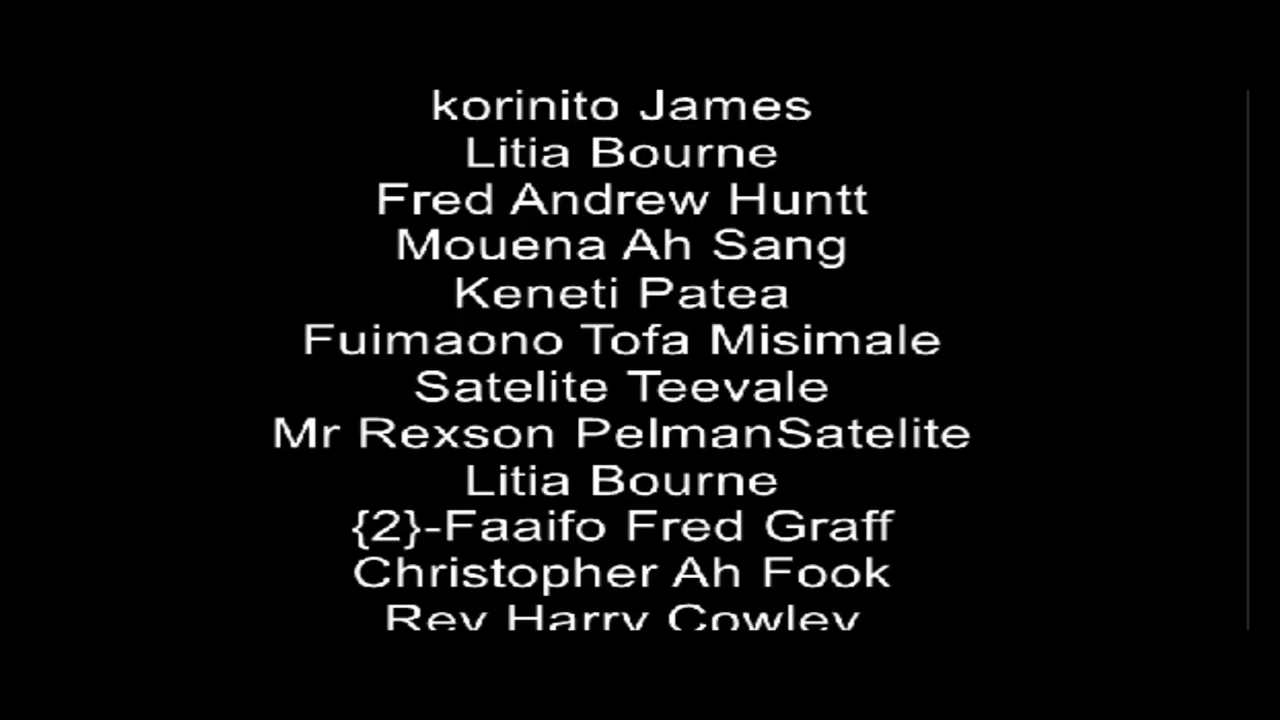 korinito James
Litia Bourne
Fred Andrew Huntt
Mouena Ah Sang
Keneti Patea
Fuimaono Tofa Misimale
Satelite Teevale
Mr Rexson PelmanSatelite
Litia Bourne
{2}-Faaifo Fred Graff
Christopher Ah Fook
Rev Harry Cowley